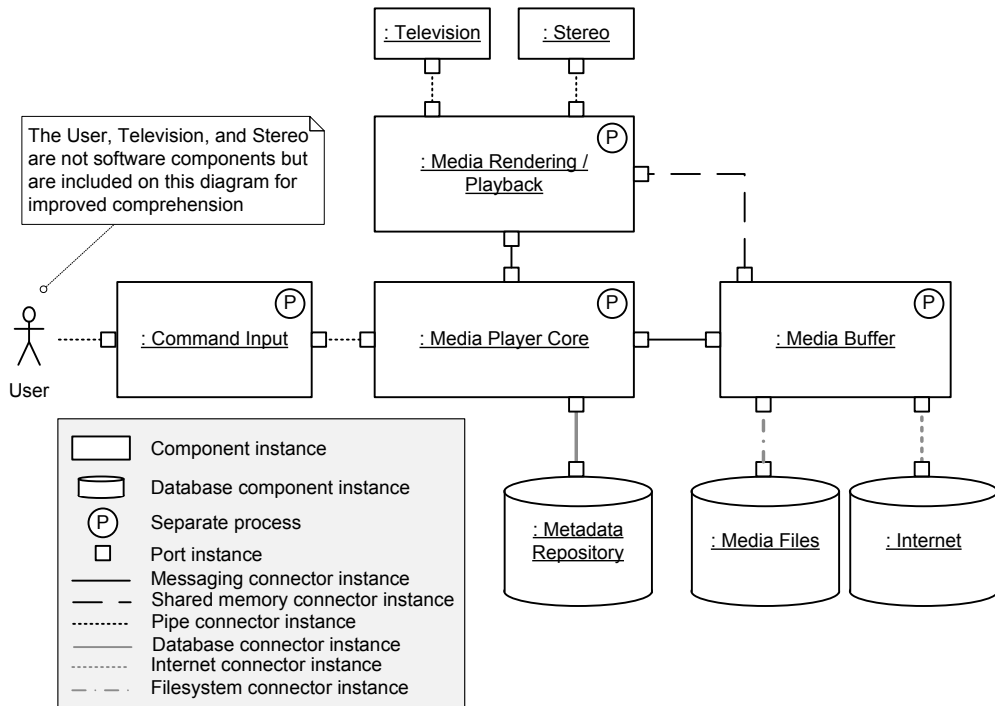 : Television
: Stereo
The User, Television, and Stereo
are not software components but
are included on this diagram for
improved comprehension
P
: Media Rendering /
Playback
P
: Command Input
P
: Media Player Core
P
: Media Buffer
User
: Metadata
Repository
: Media Files
: Internet
Component instance
Database component instance
P
Separate process
Port instance
Messaging connector instance
Shared memory connector instance
Pipe connector instance
Database connector instance
Internet connector instance
Filesystem connector instance